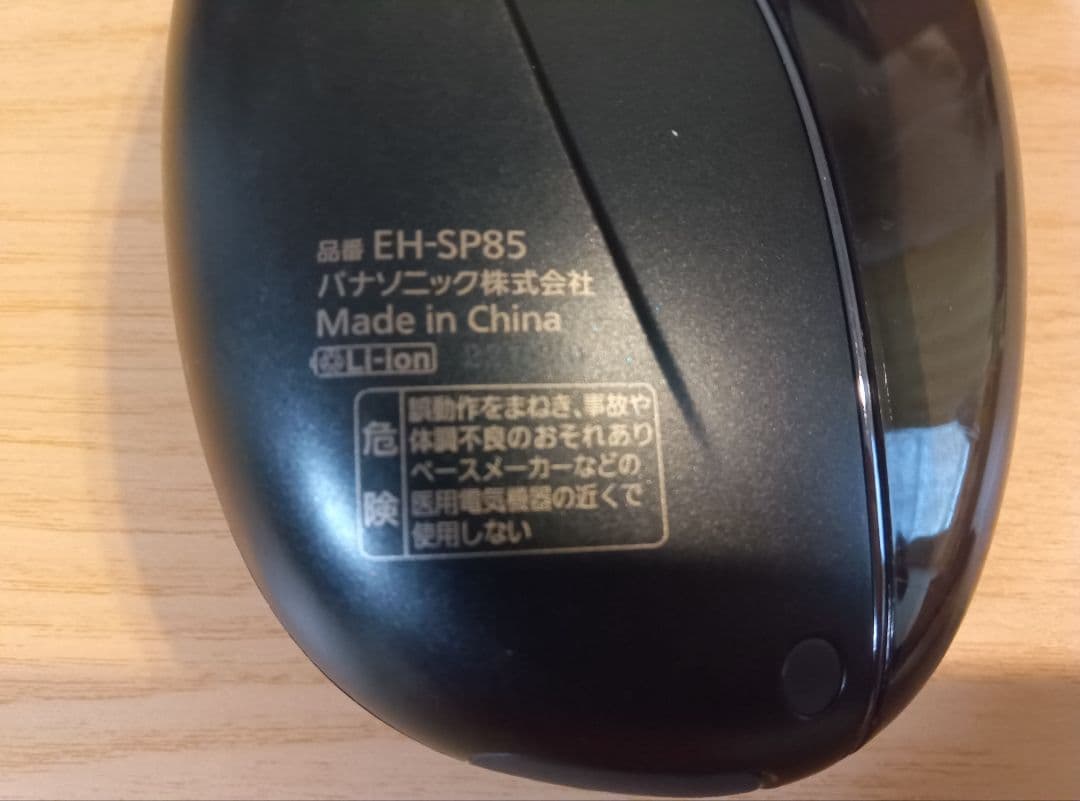 品番 EH-SP85
パナソニック株式会社
Made in China
Li-ion
危険
誤動作をまねき、事故や
体調不良のおそれあり
ペースメーカーなどの
医用電気機器の近くで
使用しない